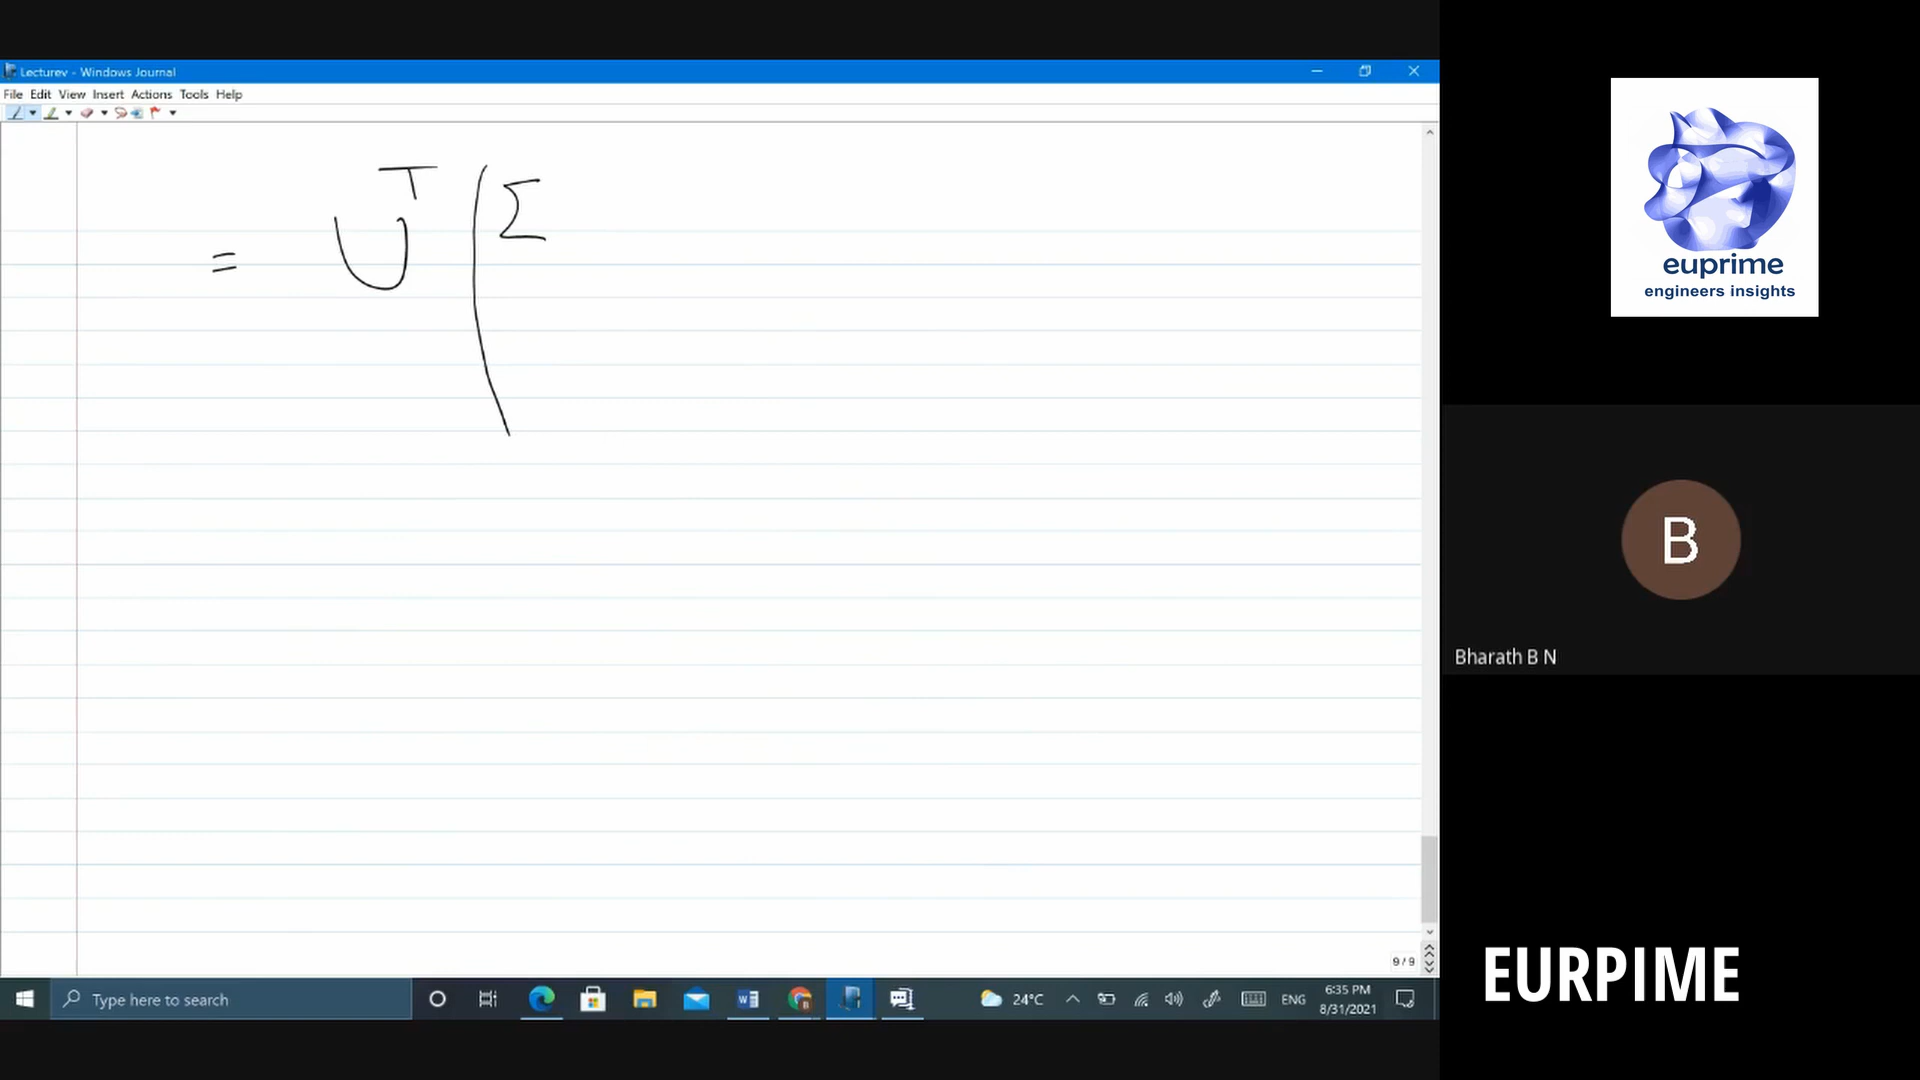 Lecturev - Windows Journal
File Edit View Insert Actions Tools Help
= U^T ( Σ
9 / 9
Type here to search
24°C
ENG
6:35 PM
8/31/2021
euprime
engineers insights
B
Bharath B N
EURPIME